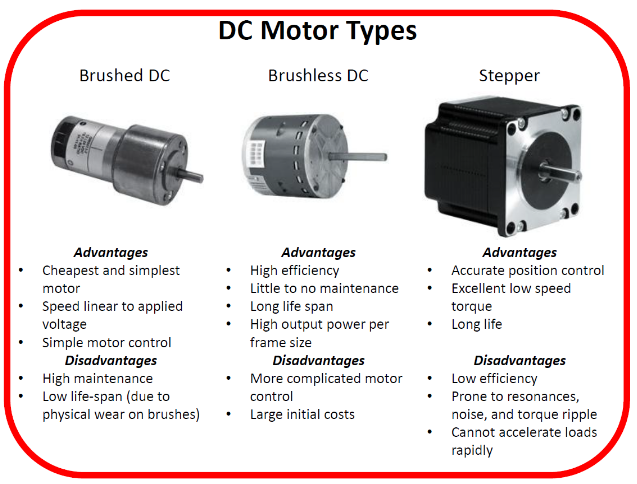 DC Motor Types
Brushed DC
Brushless DC
Stepper
Advantages
• Cheapest and simplest
motor
• Speed linear to applied
voltage
• Simple motor control
Disadvantages
• High maintenance
• Low life-span (due to
physical wear on brushes)
Advantages
• High efficiency
• Little to no maintenance
• Long life span
• High output power per
frame size
Disadvantages
• More complicated motor
control
• Large initial costs
Advantages
• Accurate position control
• Excellent low speed
torque
• Long life
Disadvantages
• Low efficiency
• Prone to resonances,
noise, and torque ripple
• Cannot accelerate loads
rapidly